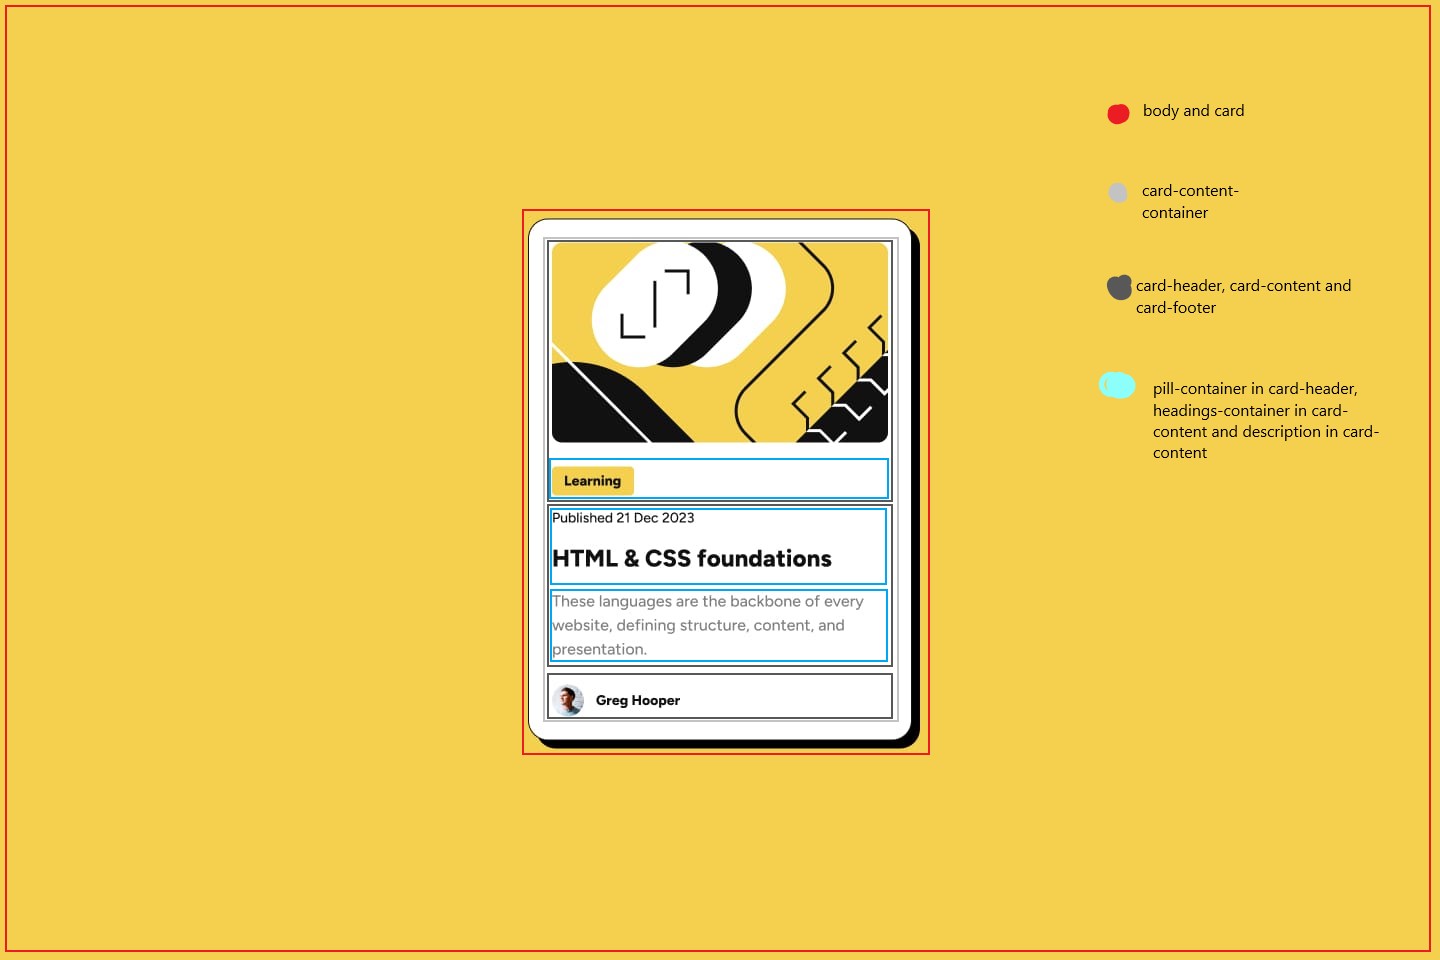 body and card
card-content-
container
card-header, card-content and
card-footer
pill-container in card-header,
headings-container in card-
content and description in card-
content
Learning
Published 21 Dec 2023
HTML & CSS foundations
These languages are the backbone of every
website, defining structure, content, and
presentation.
Greg Hooper